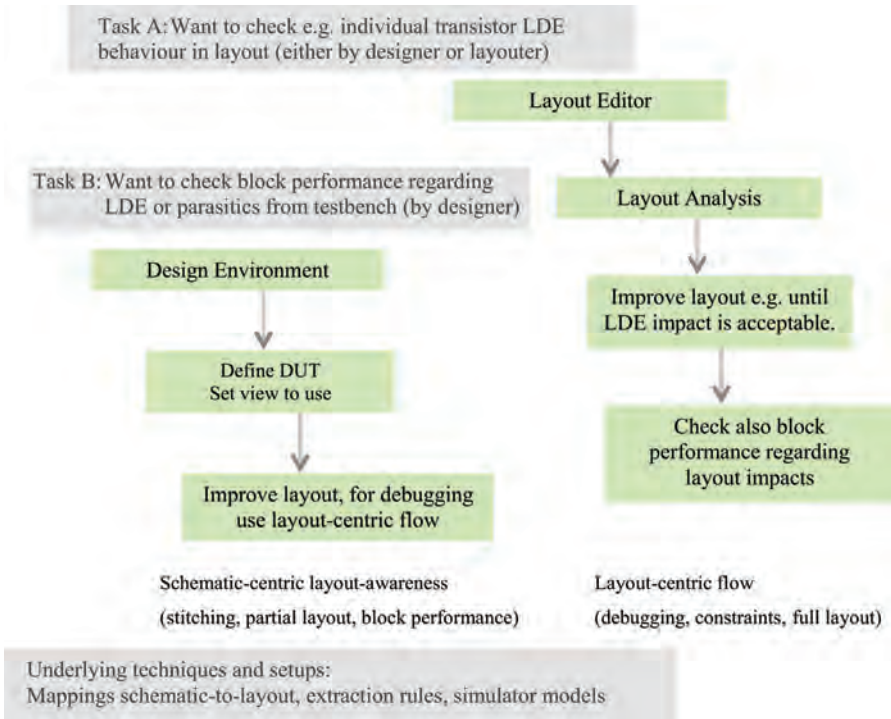 Task A: Want to check e.g. individual transistor LDE
behaviour in layout (either by designer or layouter)
Layout Editor
Task B: Want to check block performance regarding
LDE or parasitics from testbench (by designer)
Layout Analysis
Design Environment
Improve layout e.g. until
LDE impact is acceptable.
Define DUT
Set view to use
Check also block
performance regarding
layout impacts
Improve layout, for debugging
use layout-centric flow
Schematic-centric layout-awareness
(stitching, partial layout, block performance)
Layout-centric flow
(debugging, constraints, full layout)
Underlying techniques and setups:
Mappings schematic-to-layout, extraction rules, simulator models